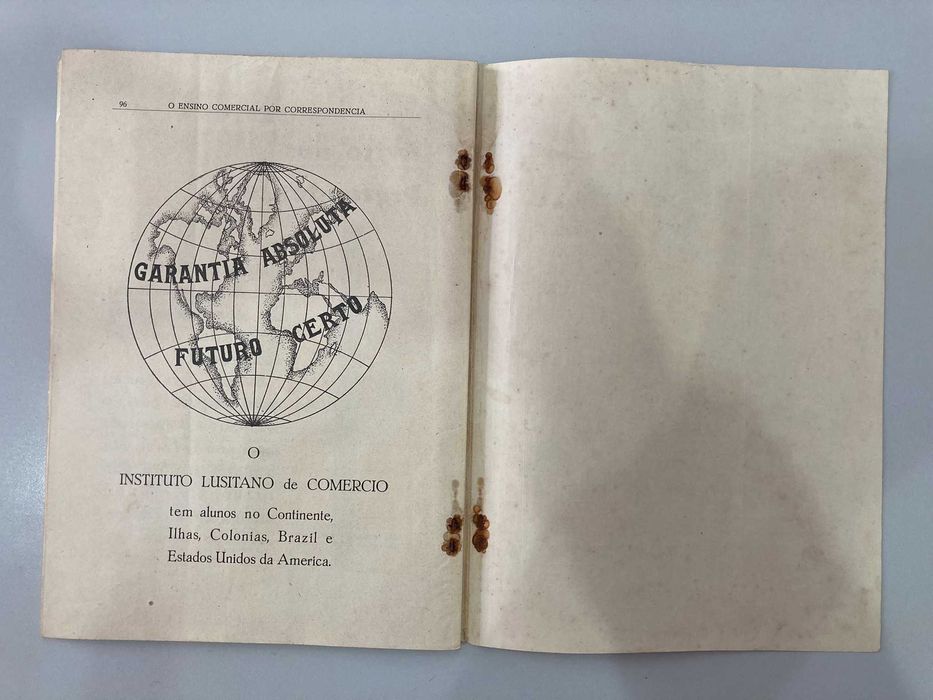 96 O ENSINO COMERCIAL POR CORRESPONDENCIA
GARANTIA ABSOLUTA
FUTURO CERTO
O
INSTITUTO LUSITANO de COMERCIO
tem alunos no Continente,
Ilhas, Colonias, Brazil e
Estados Unidos da America.